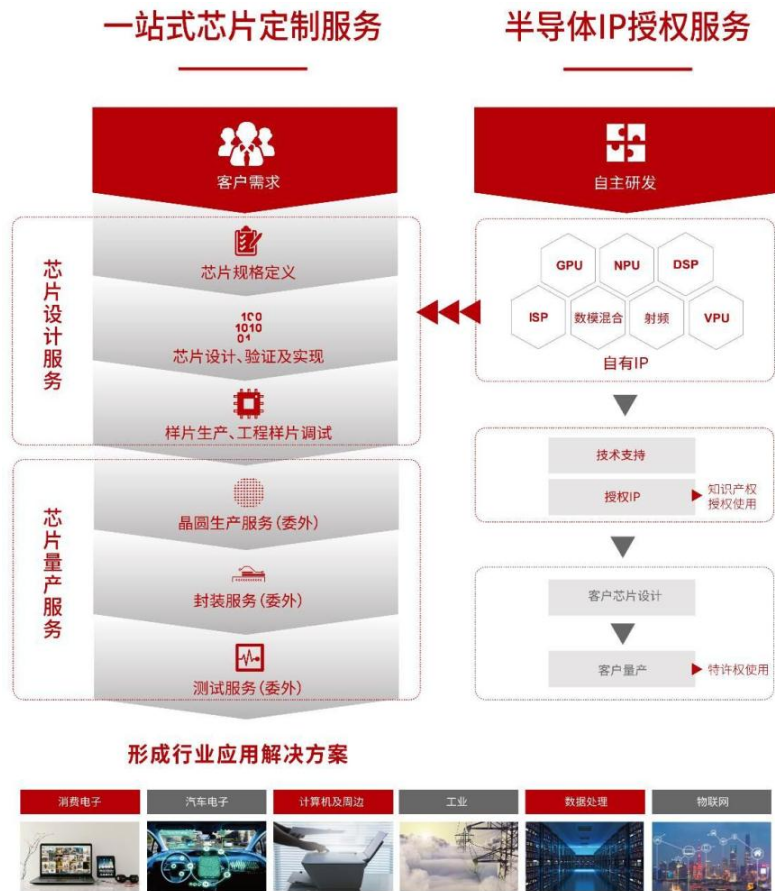 一站式芯片定制服务
客户需求
芯片设计服务
芯片规格定义
100
1010
01
芯片设计、验证及实现
样片生产、工程样片调试
芯片量产服务
晶圆生产服务(委外)
封装服务(委外)
测试服务(委外)
半导体IP授权服务
自主研发
GPU
NPU
DSP
ISP
数模混合
射频
VPU
自有IP
技术支持
授权IP
知识产权
授权使用
客户芯片设计
客户量产
特许权使用
形成行业应用解决方案
消费电子
汽车电子
计算机及周边
工业
数据处理
物联网